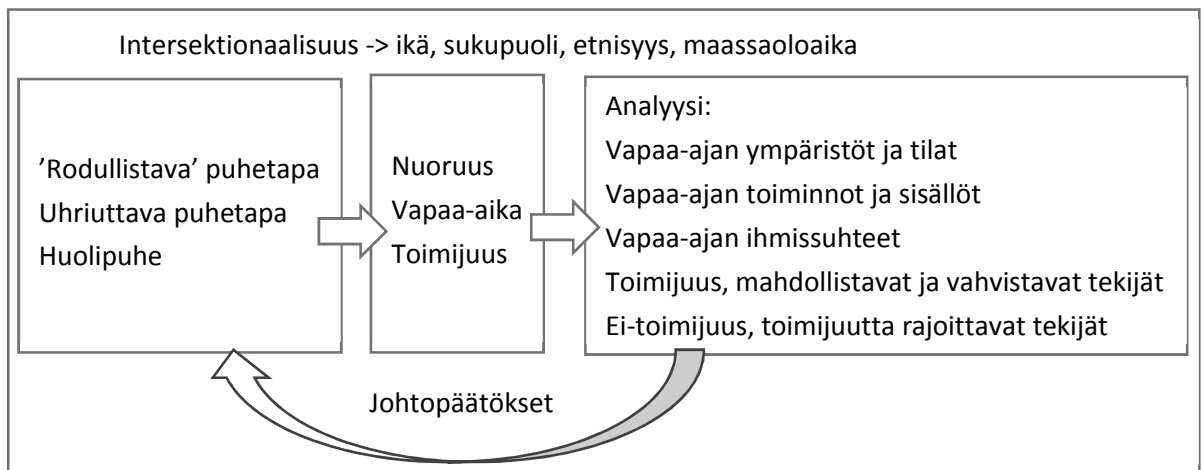 Intersektionaalisuus -> ikä, sukupuoli, etnisyys, maassaoloaika
’Rodullistava’ puhetapa
Uhriuttava puhetapa
Huolipuhe
Nuoruus
Vapaa-aika
Toimijuus
Analyysi:
Vapaa-ajan ympäristöt ja tilat
Vapaa-ajan toiminnot ja sisällöt
Vapaa-ajan ihmissuhteet
Toimijuus, mahdollistavat ja vahvistavat tekijät
Ei-toimijuus, toimijuutta rajoittavat tekijät
Johtopäätökset